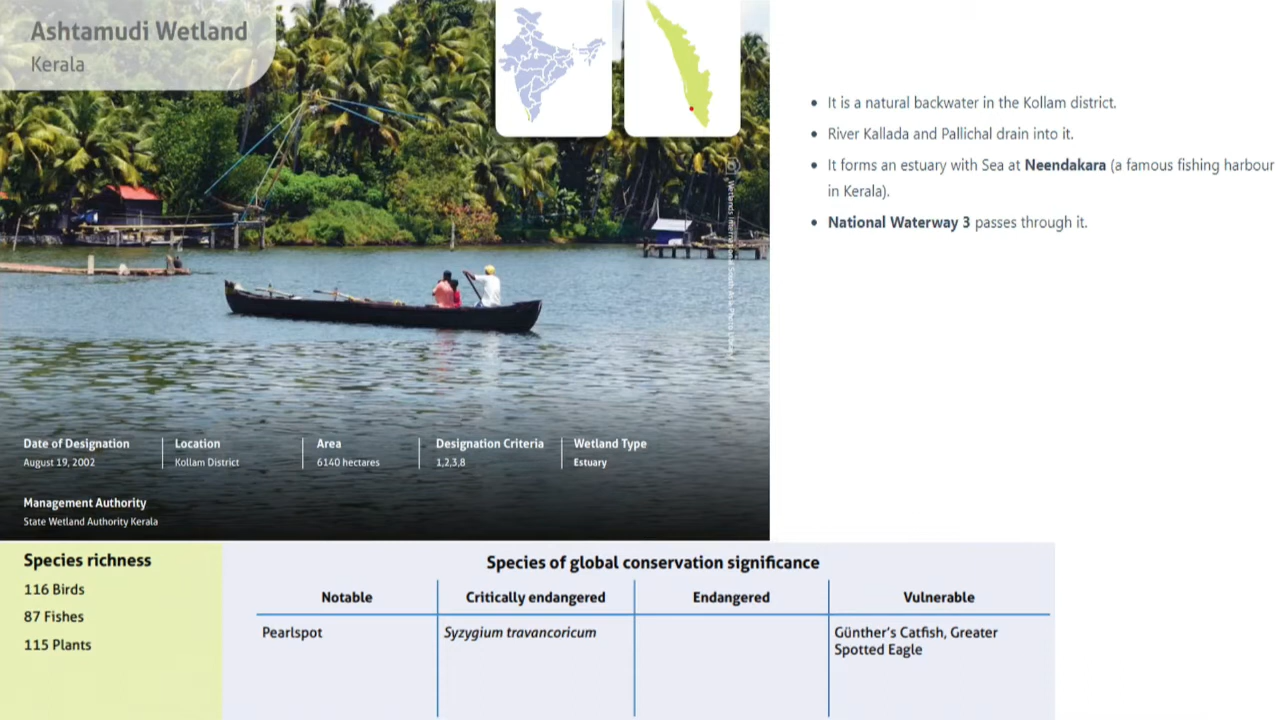 Ashtamudi Wetland
Kerala
• It is a natural backwater in the Kollam district.
• River Kallada and Pallichal drain into it.
• It forms an estuary with Sea at Neendakara (a famous fishing harbour
in Kerala).
• National Waterway 3 passes through it.
Date of Designation
August 19, 2002
Location
Kollam District
Area
6140 hectares
Designation Criteria
1,2,3,8
Wetland Type
Estuary
Management Authority
State Wetland Authority Kerala
Species richness
116 Birds
87 Fishes
115 Plants
Species of global conservation significance
Notable Critically endangered Endangered Vulnerable
Pearlspot Syzygium travancoricum Günther's Catfish, Greater
Spotted Eagle